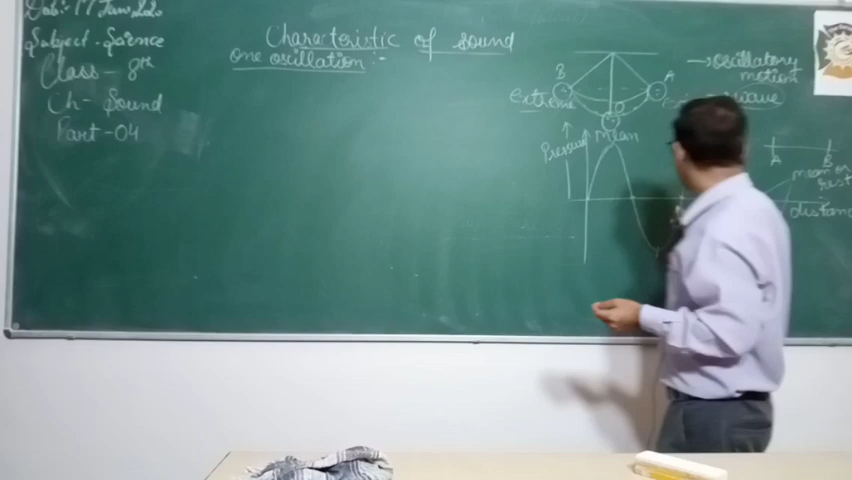 Subject - Science
Class - 8th
Ch - Sound
Part - 04
Characteristic of sound
one oscillation :-
B
A
→ oscillatory
motion
extreme
wave
O
mean
A
B
mean or
rest